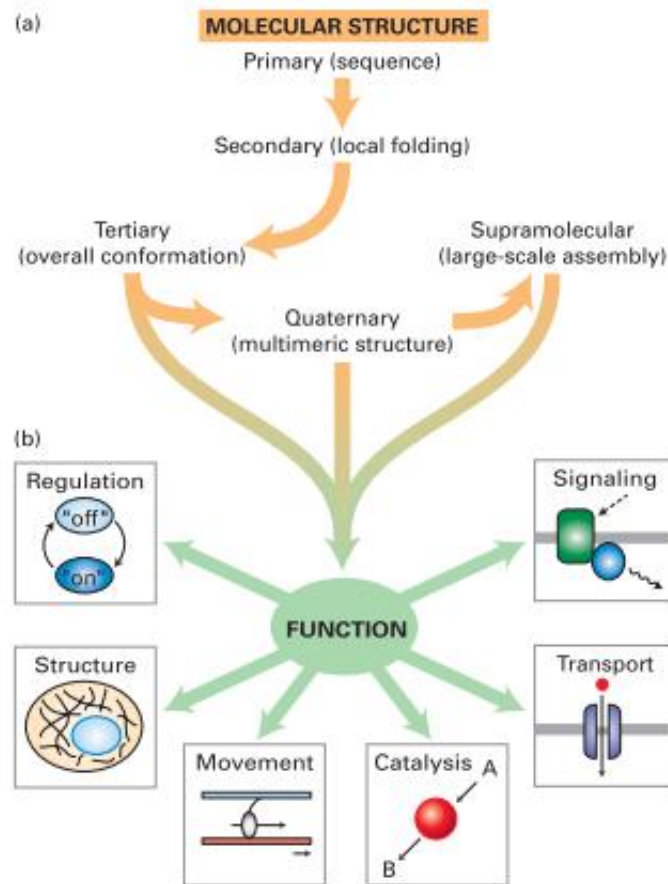 (a)
MOLECULAR STRUCTURE
Primary (sequence)
Secondary (local folding)
Tertiary
(overall conformation)
Supramolecular
(large-scale assembly)
Quaternary
(multimeric structure)
(b)
Regulation
"off"
"on"
Signaling
FUNCTION
Structure
Transport
Movement
Catalysis
A
B